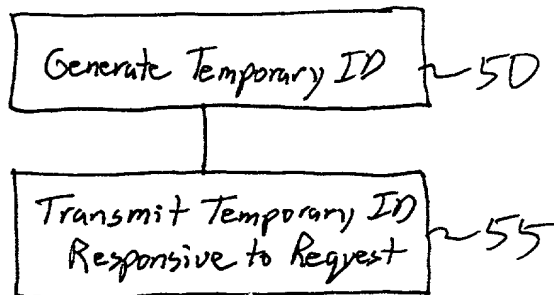 Generate Temporary ID 50
Transmit Temporary ID
Responsive to Request 55